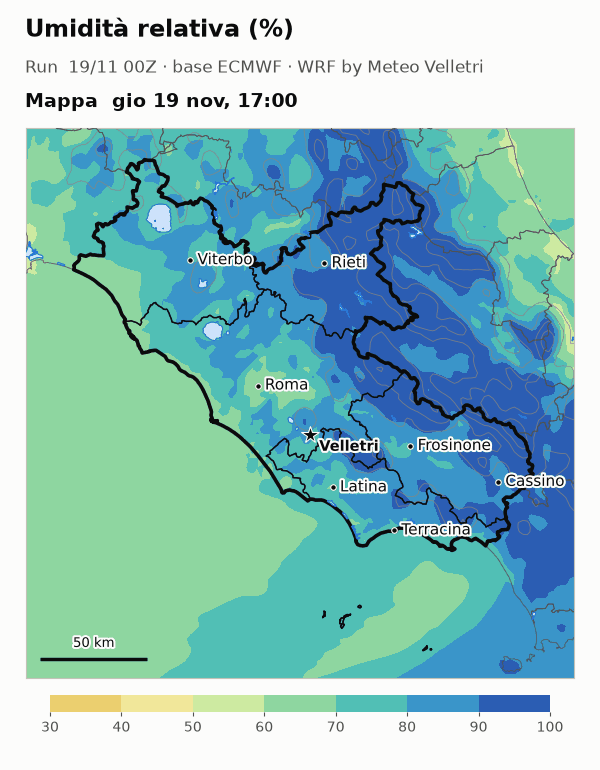 Umidità relativa (%)
Run  19/11 00Z · base ECMWF · WRF by Meteo Velletri
Mappa  gio 19 nov, 17:00
Viterbo
Rieti
Roma
Velletri
Frosinone
Cassino
Latina
Terracina
50 km
30 40 50 60 70 80 90 100